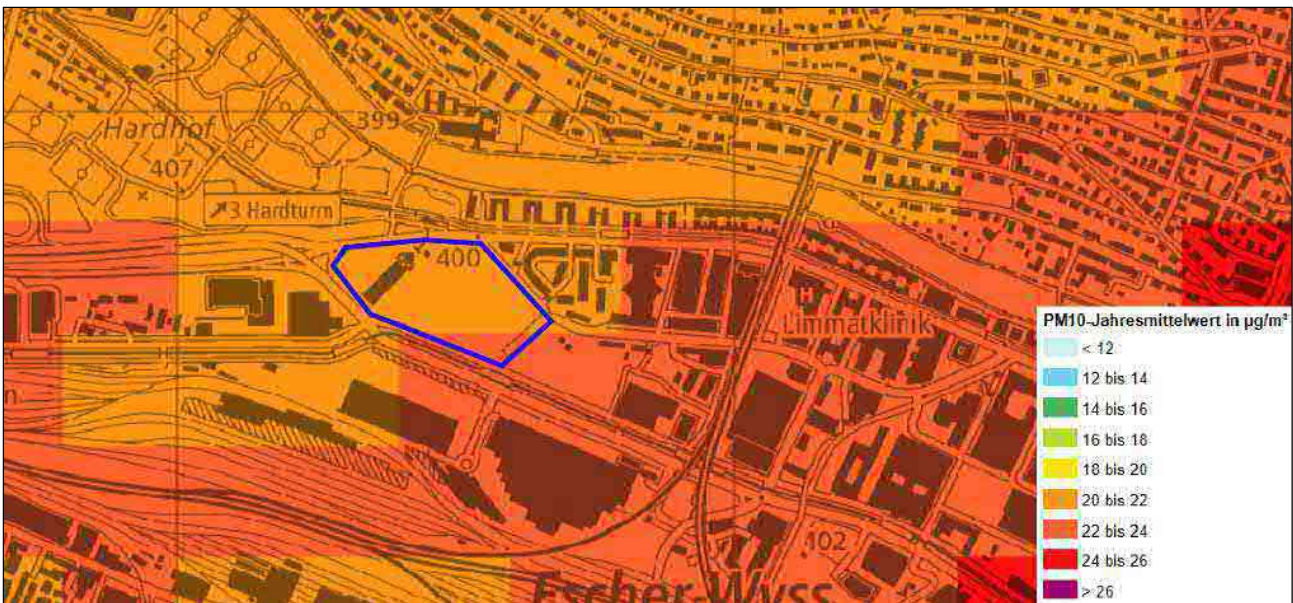 H
399
Hardhof
407
3 Hardturm
400
H
Limmatklinik
n
PM10-Jahresmittelwert in µg/m³
< 12
12 bis 14
14 bis 16
16 bis 18
18 bis 20
20 bis 22
22 bis 24
24 bis 26
> 26
402
Escher-Wyss